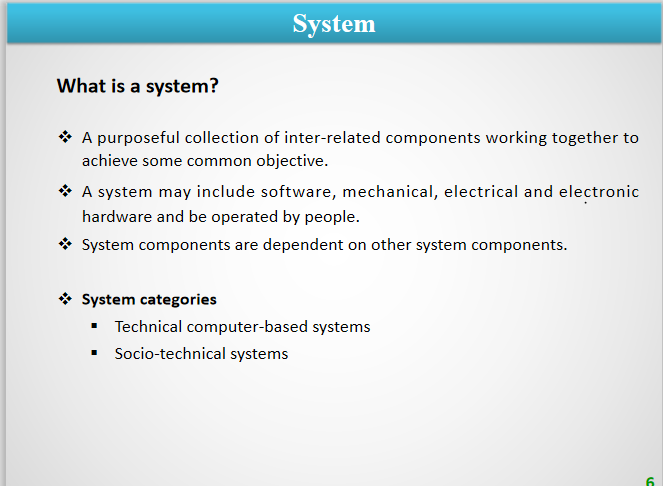 System
What is a system?
❖ A purposeful collection of inter-related components working together to
achieve some common objective.
❖ A system may include software, mechanical, electrical and electronic
hardware and be operated by people.
❖ System components are dependent on other system components.
❖ System categories
▪ Technical computer-based systems
▪ Socio-technical systems
6